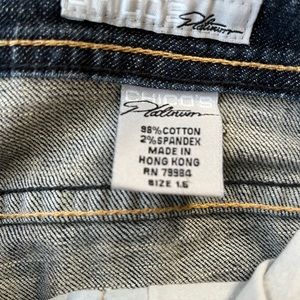 Platinum
CHICO'S
Platinum
98% COTTON
2% SPANDEX
MADE IN
HONG KONG
RN 79984
SIZE 1.5